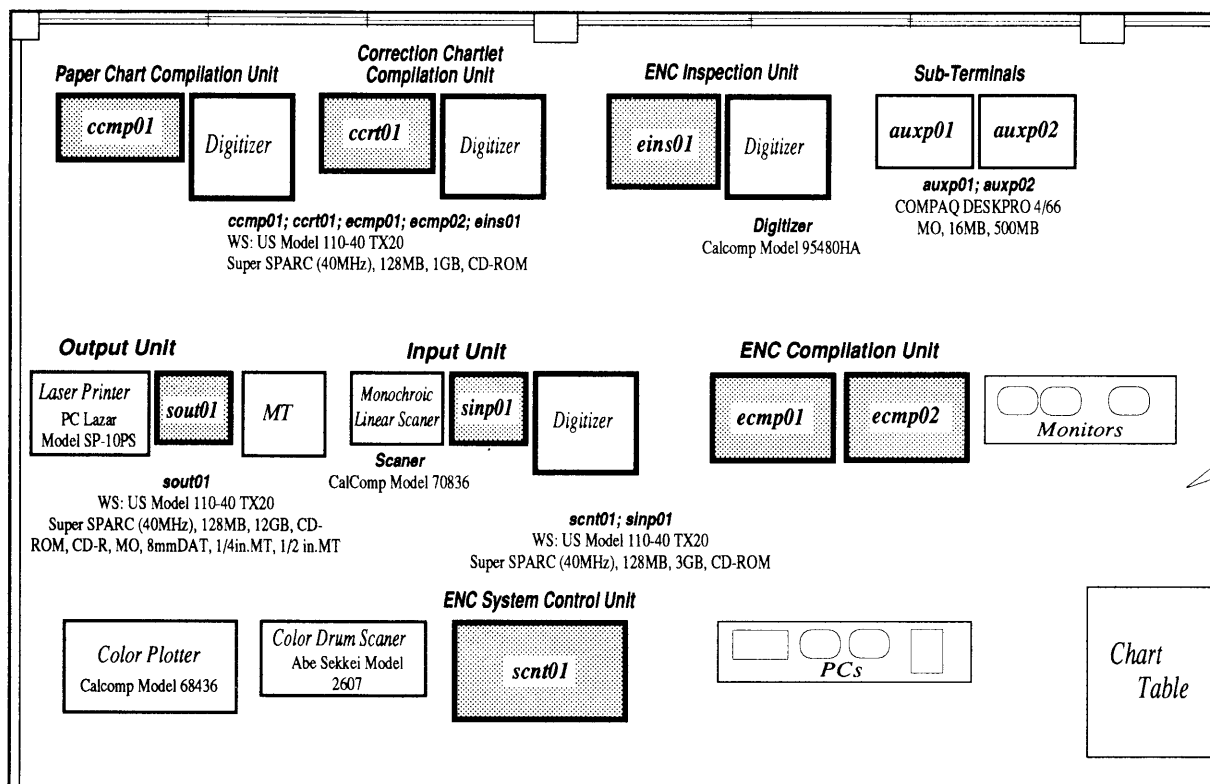 Paper Chart Compilation Unit
Correction Chartlet
Compilation Unit
ENC Inspection Unit
Sub-Terminals
ccmp01
Digitizer
ccrt01
Digitizer
eins01
Digitizer
auxp01
auxp02
ccmp01; ccrt01; ecmp01; ecmp02; eins01
WS: US Model 110-40 TX20
Super SPARC (40MHz), 128MB, 1GB, CD-ROM
Digitizer
Calcomp Model 95480HA
auxp01; auxp02
COMPAQ DESKPRO 4/66
MO, 16MB, 500MB
Output Unit
Input Unit
ENC Compilation Unit
Laser Printer
PC Lazar
Model SP-10PS
sout01
MT
Monochroic
Linear Scaner
sinp01
Digitizer
ecmp01
ecmp02
Monitors
sout01
WS: US Model 110-40 TX20
Super SPARC (40MHz), 128MB, 12GB, CD-
ROM, CD-R, MO, 8mmDAT, 1/4in.MT, 1/2 in.MT
Scaner
CalComp Model 70836
scnt01; sinp01
WS: US Model 110-40 TX20
Super SPARC (40MHz), 128MB, 3GB, CD-ROM
ENC System Control Unit
Color Plotter
Calcomp Model 68436
Color Drum Scaner
Abe Sekkei Model
2607
scnt01
PCs
Chart
Table